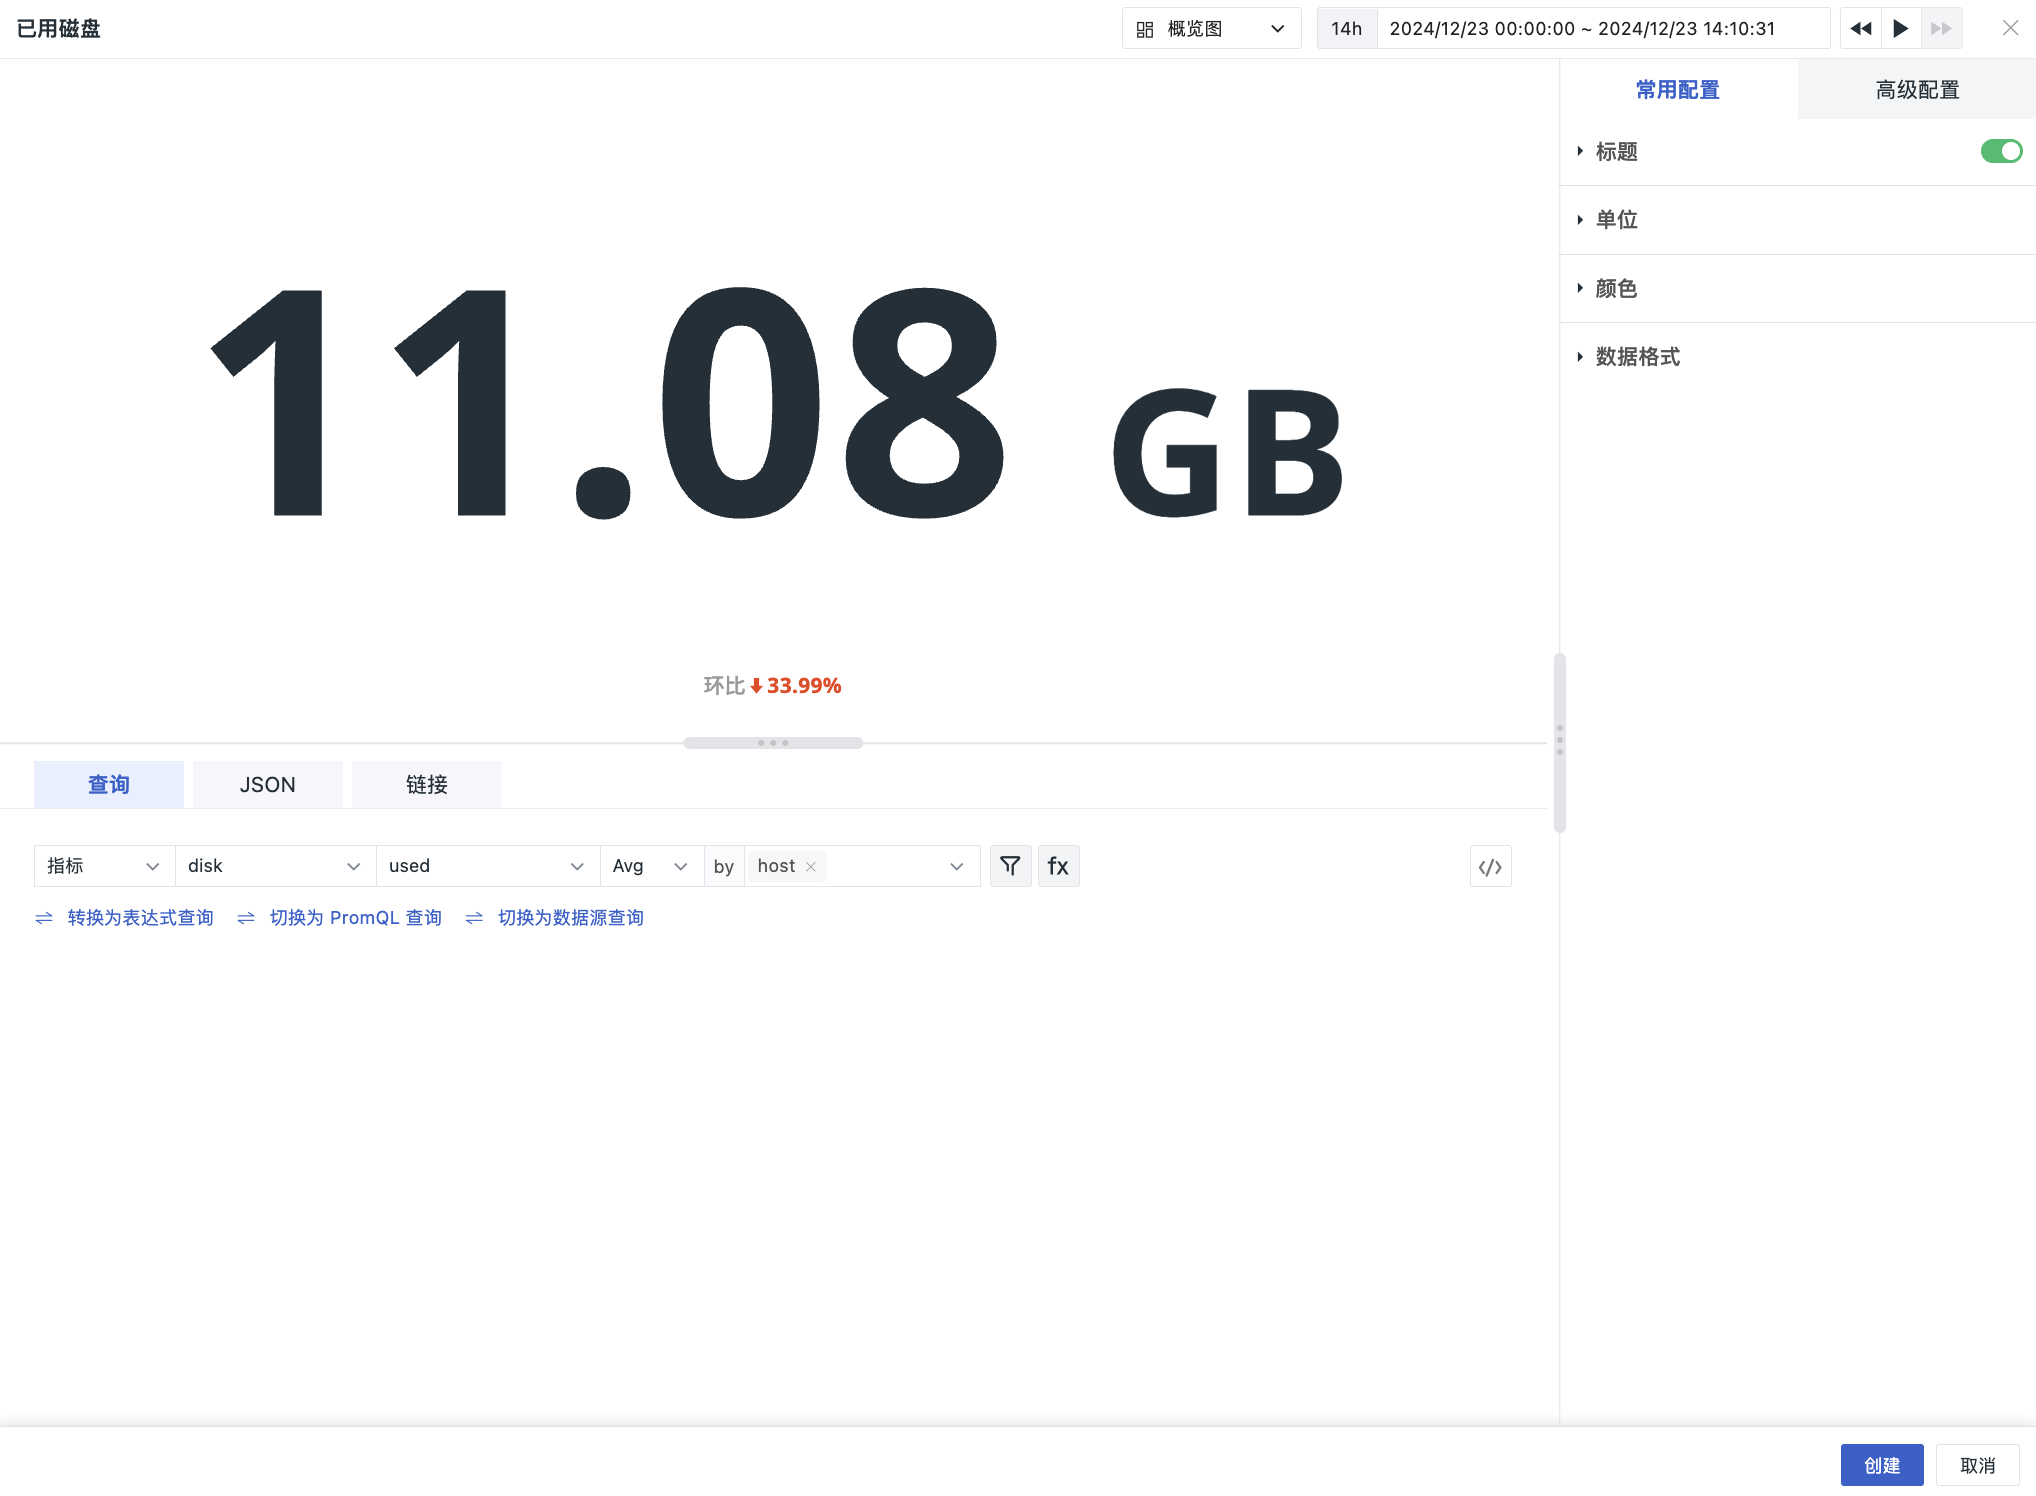 已用磁盘
概览图
14h 2024/12/23 00:00:00 ~ 2024/12/23 14:10:31
常用配置
高级配置
标题
单位
颜色
数据格式
11.08 GB
环比 33.99%
查询
JSON
链接
指标 disk used Avg by host fx </>
转换为表达式查询 切换为 PromQL 查询 切换为数据源查询
创建
取消